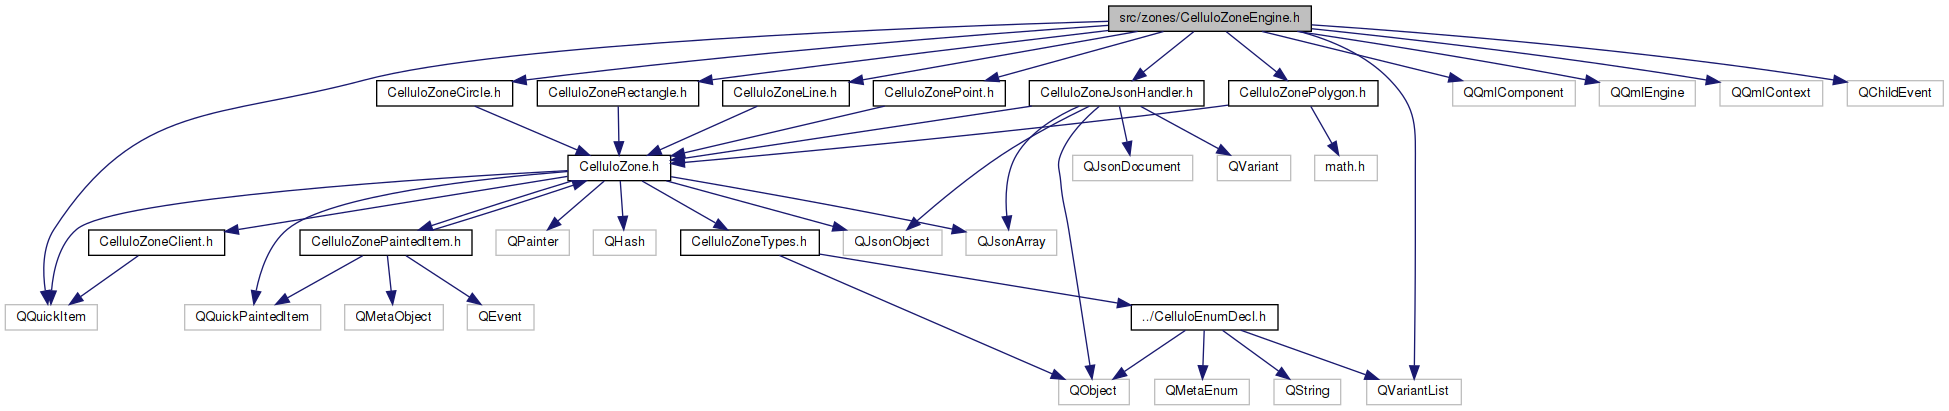 src/zones/CelluloZoneEngine.h
CelluloZoneCircle.h
CelluloZoneRectangle.h
CelluloZoneLine.h
CelluloZonePoint.h
CelluloZoneJsonHandler.h
CelluloZonePolygon.h
QQmlComponent
QQmlEngine
QQmlContext
QChildEvent
CelluloZone.h
QJsonDocument
QVariant
math.h
CelluloZoneClient.h
CelluloZonePaintedItem.h
QPainter
QHash
CelluloZoneTypes.h
QJsonObject
QJsonArray
QQuickItem
QQuickPaintedItem
QMetaObject
QEvent
../CelluloEnumDecl.h
QObject
QMetaEnum
QString
QVariantList